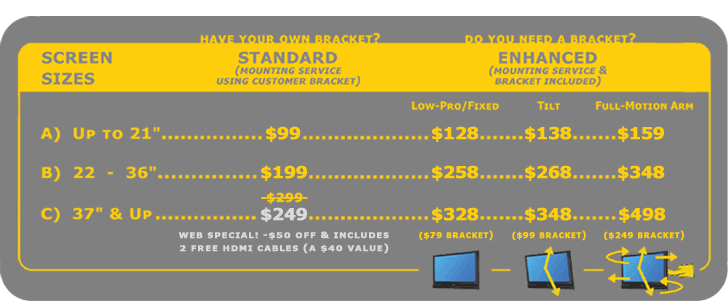 HAVE YOUR OWN BRACKET? DO YOU NEED A BRACKET?
SCREEN SIZES STANDARD ENHANCED
(MOUNTING SERVICE USING CUSTOMER BRACKET) (MOUNTING SERVICE & BRACKET INCLUDED)
LOW-PRO/FIXED TILT FULL-MOTION ARM
A) UP TO 21"................$99....................$128.......$138.......$159
B) 22 - 36"................$199...................$258.......$268.......$348
$299
C) 37" & UP................$249...................$328.......$348.......$498
WEB SPECIAL! -$50 OFF & INCLUDES ($79 BRACKET) ($99 BRACKET) ($249 BRACKET)
2 FREE HDMI CABLES (A $40 VALUE)